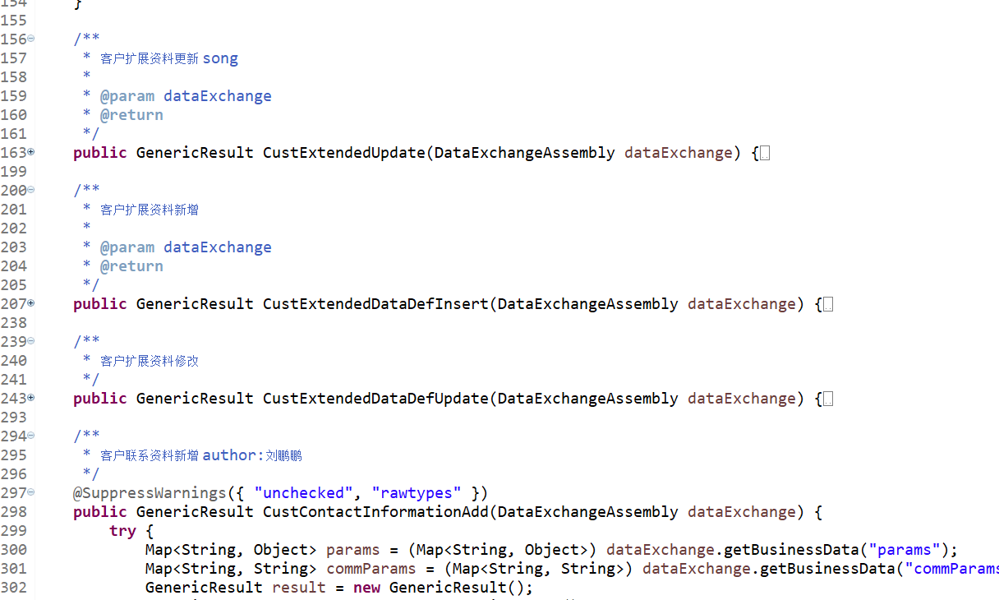 154 }
155
156 /**
157 * 客户扩展资料更新 song
158 *
159 * @param dataExchange
160 * @return
161 */
163 public GenericResult CustExtendedUpdate(DataExchangeAssembly dataExchange) {
199
200 /**
201 * 客户扩展资料新增
202 *
203 * @param dataExchange
204 * @return
205 */
207 public GenericResult CustExtendedDataDefInsert(DataExchangeAssembly dataExchange) {
238
239 /**
240 * 客户扩展资料修改
241 */
243 public GenericResult CustExtendedDataDefUpdate(DataExchangeAssembly dataExchange) {
293
294 /**
295 * 客户联系资料新增 author:刘鹏鹏
296 */
297 @SuppressWarnings({ "unchecked", "rawtypes" })
298 public GenericResult CustContactInformationAdd(DataExchangeAssembly dataExchange) {
299 try {
300 Map<String, Object> params = (Map<String, Object>) dataExchange.getBusinessData("params");
301 Map<String, String> commParams = (Map<String, String>) dataExchange.getBusinessData("commParams
302 GenericResult result = new GenericResult();